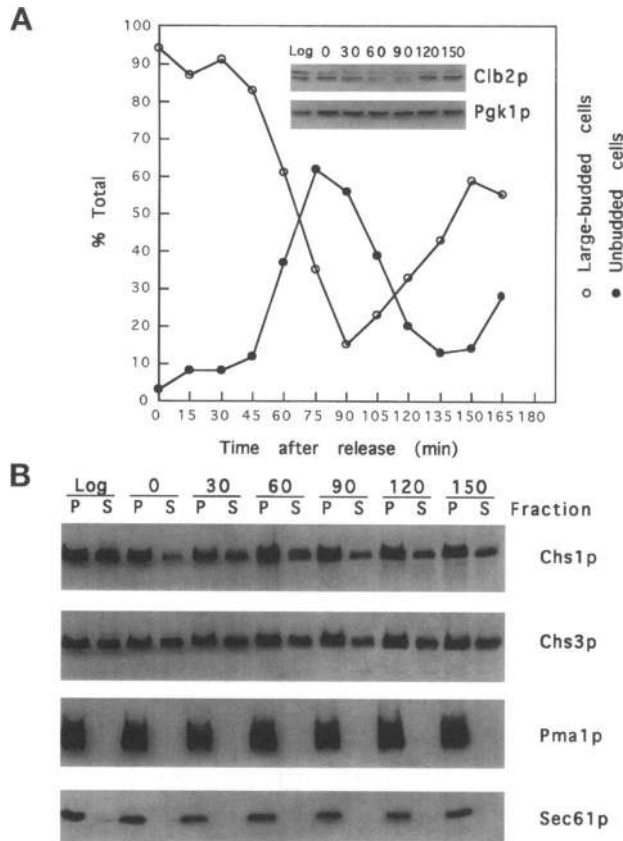 A
Log 0 30 60 90 120 150
Clb2p
Pgk1p
100
90
80
70
60
50
40
30
20
10
0
% Total
0 15 30 45 60 75 90 105 120 135 150 165 180
Time after release (min)
○ Large-budded cells
● Unbudded cells
B
Log 0 30 60 90 120 150
P S P S P S P S P S P S P S Fraction
Chs1p
Chs3p
Pma1p
Sec61p